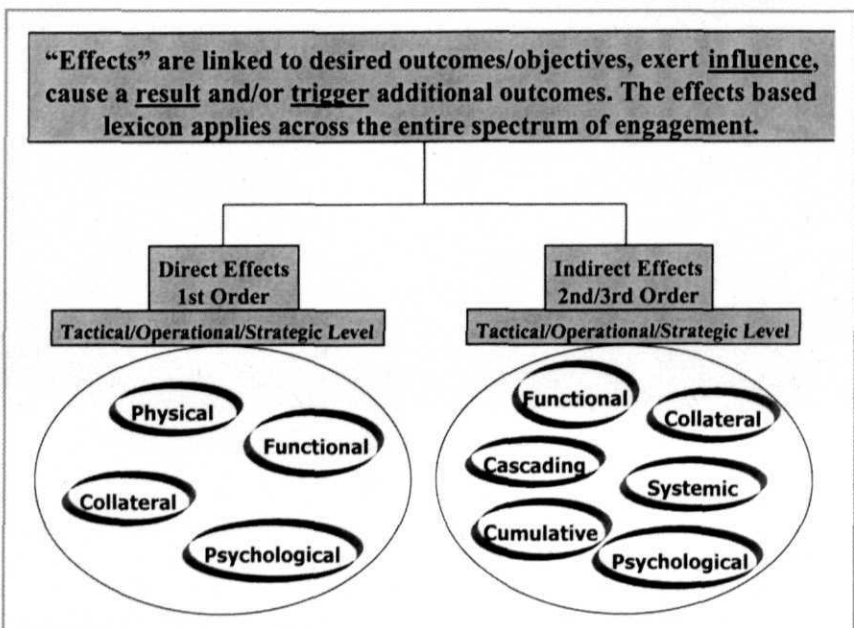 “Effects” are linked to desired outcomes/objectives, exert influence,
cause a result and/or trigger additional outcomes. The effects based
lexicon applies across the entire spectrum of engagement.
Direct Effects
1st Order
Tactical/Operational/Strategic Level
Physical
Functional
Collateral
Psychological
Indirect Effects
2nd/3rd Order
Tactical/Operational/Strategic Level
Functional
Collateral
Cascading
Systemic
Cumulative
Psychological